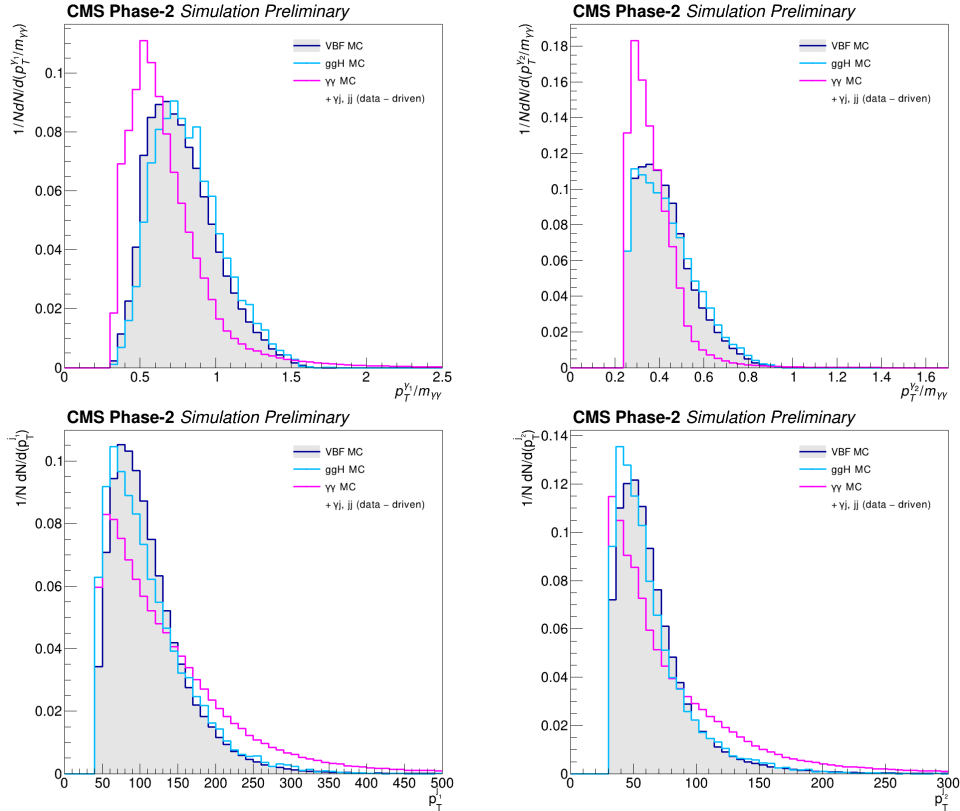 CMS Phase-2 Simulation Preliminary
1/NdN/d(p_T^γ₁/m_γγ)
VBF MC
ggH MC
γγ MC
+ γj, jj (data − driven)
0.1
0.08
0.06
0.04
0.02
0
0 0.5 1 1.5 2 2.5
p_T^γ₁/m_γγ
CMS Phase-2 Simulation Preliminary
1/NdN/d(p_T^γ₂/m_γγ)
VBF MC
ggH MC
γγ MC
+ γj, jj (data − driven)
0.18
0.16
0.14
0.12
0.1
0.08
0.06
0.04
0.02
0
0 0.2 0.4 0.6 0.8 1 1.2 1.4 1.6
p_T^γ₂/m_γγ
CMS Phase-2 Simulation Preliminary
1/N dN/d(p_T^j₁)
VBF MC
ggH MC
γγ MC
+ γj, jj (data − driven)
0.1
0.08
0.06
0.04
0.02
0
0 50 100 150 200 250 300 350 400 450 500
p_T^j₁
CMS Phase-2 Simulation Preliminary
1/N dN/d(p_T^j₂)
VBF MC
ggH MC
γγ MC
+ γj, jj (data − driven)
0.14
0.12
0.1
0.08
0.06
0.04
0.02
0
0 50 100 150 200 250 300
p_T^j₂